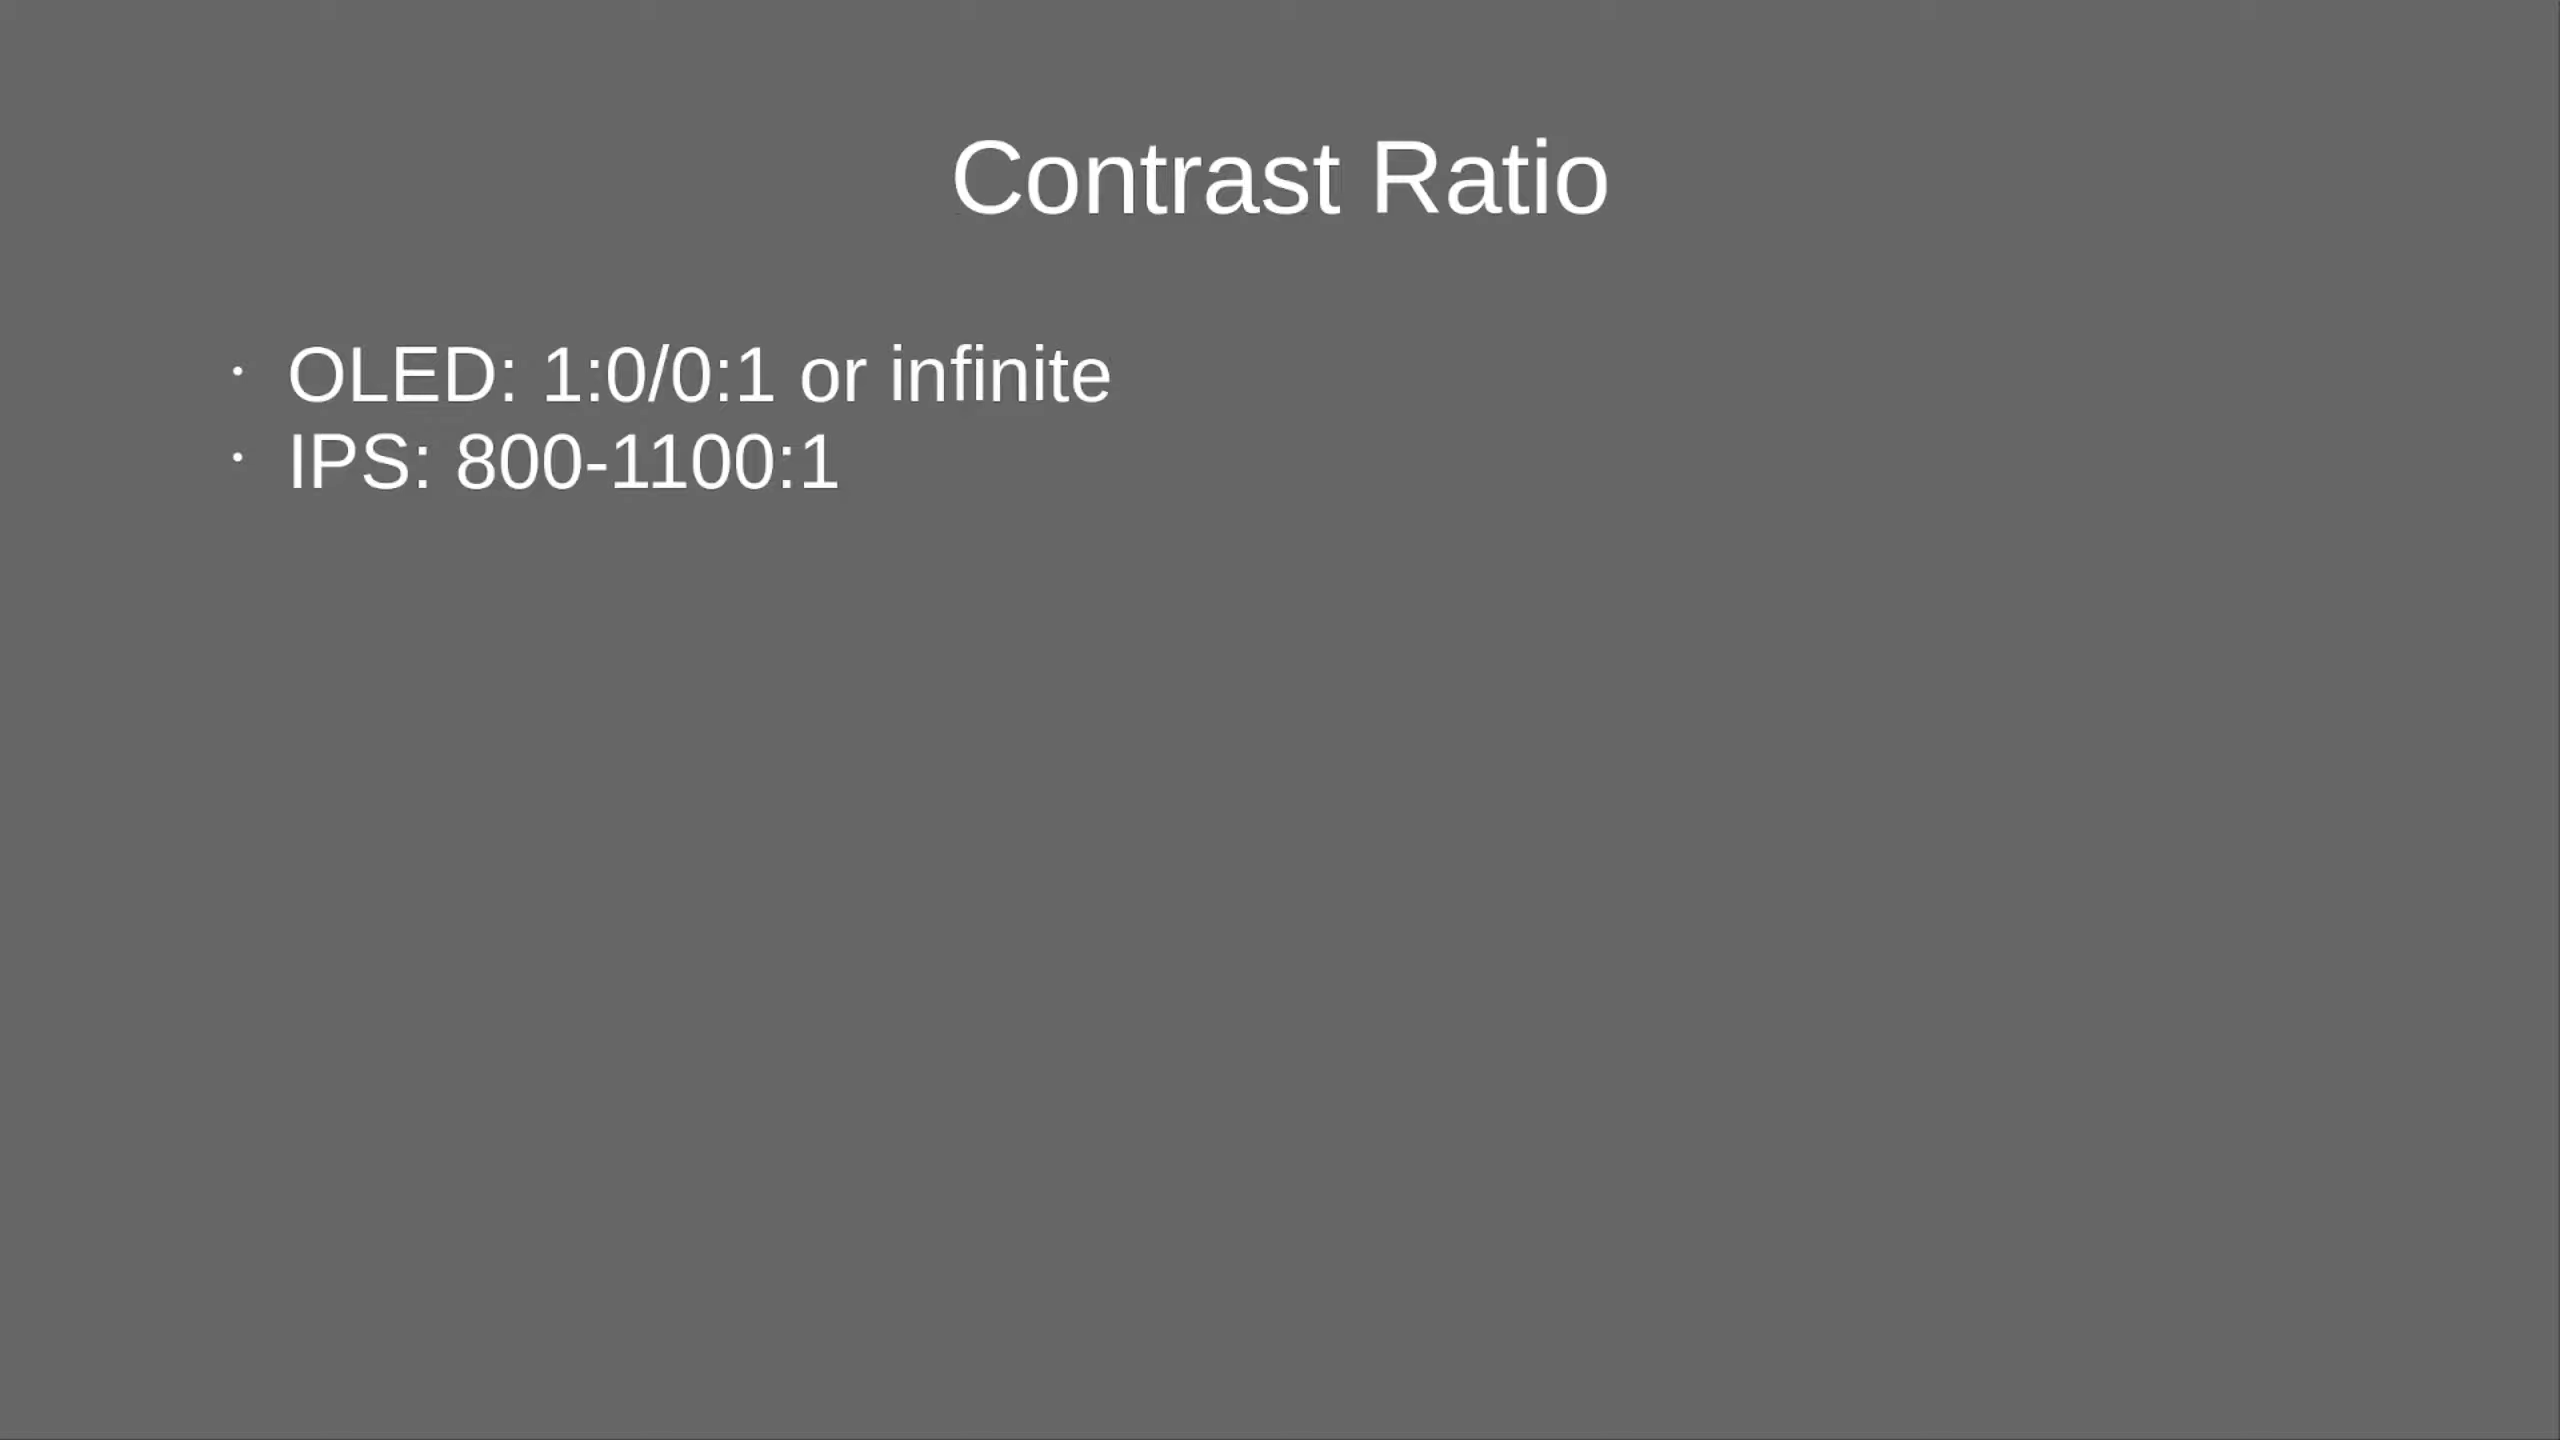 Contrast Ratio
· OLED: 1:0/0:1 or infinite
· IPS: 800-1100:1